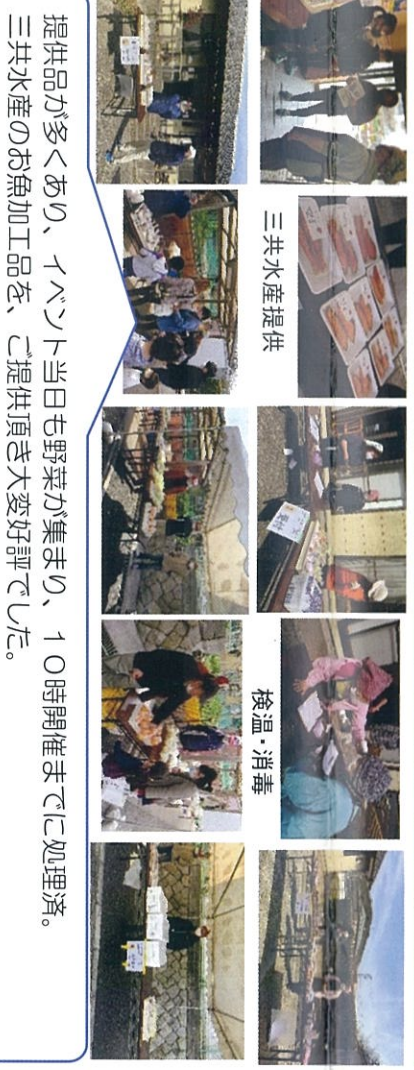 三共水産提供
検温・消毒
提供品が多くあり、イベント当日も野菜が集まり、10時開催までに処理済。
三共水産のお魚加工品を、ご提供頂き大変好評でした。